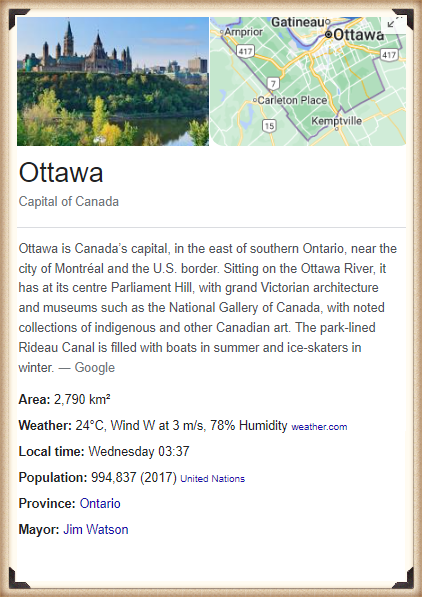 Gatineau
Arnprior
Ottawa
417
417
7
Carleton Place
Kemptville
15
Ottawa
Capital of Canada
Ottawa is Canada's capital, in the east of southern Ontario, near the
city of Montréal and the U.S. border. Sitting on the Ottawa River, it
has at its centre Parliament Hill, with grand Victorian architecture
and museums such as the National Gallery of Canada, with noted
collections of indigenous and other Canadian art. The park-lined
Rideau Canal is filled with boats in summer and ice-skaters in
winter. — Google
Area: 2,790 km²
Weather: 24°C, Wind W at 3 m/s, 78% Humidity weather.com
Local time: Wednesday 03:37
Population: 994,837 (2017) United Nations
Province: Ontario
Mayor: Jim Watson